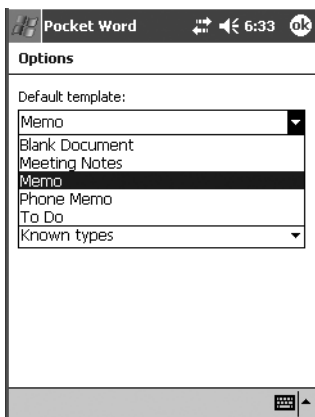 Pocket Word 6:33 ok
Options
Default template:
Memo
Blank Document
Meeting Notes
Memo
Phone Memo
To Do
Known types